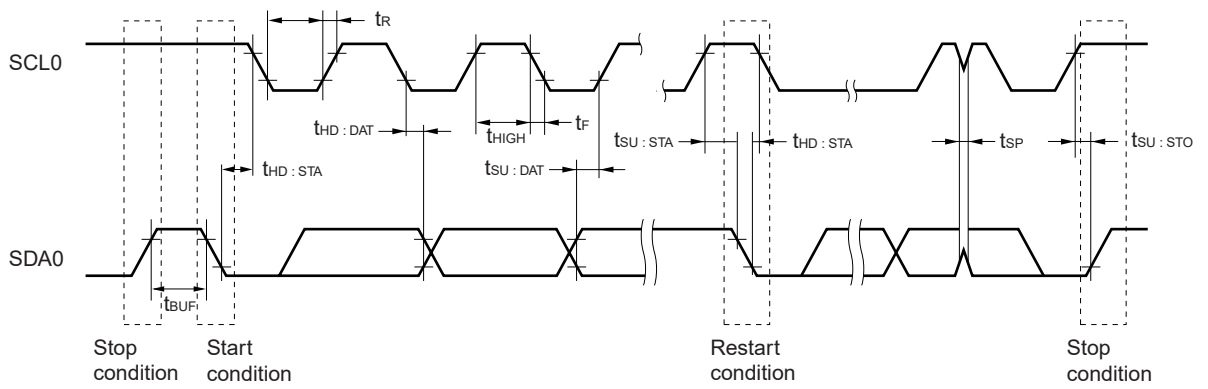 tR
SCL0
tHD : DAT
tHIGH
tF
tSU : STA
tHD : STA
tSP
tSU : STO
tHD : STA
tSU : DAT
SDA0
tBUF
Stop
condition
Start
condition
Restart
condition
Stop
condition